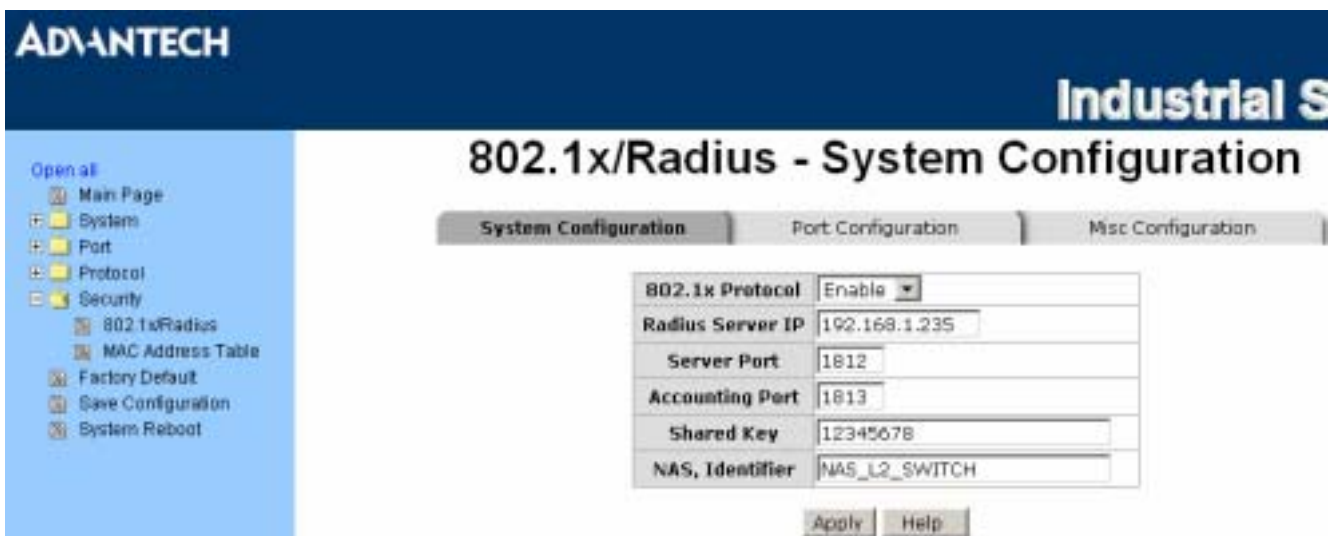 ADVANTECH
Industrial S
Open all
Main Page
System
Port
Protocol
Security
802.1x/Radius
MAC Address Table
Factory Default
Save Configuration
System Reboot
802.1x/Radius - System Configuration
System Configuration Port Configuration Misc Configuration
802.1x Protocol Enable
Radius Server IP 192.168.1.235
Server Port 1812
Accounting Port 1813
Shared Key 12345678
NAS, Identifier NAS_L2_SWITCH
Apply Help